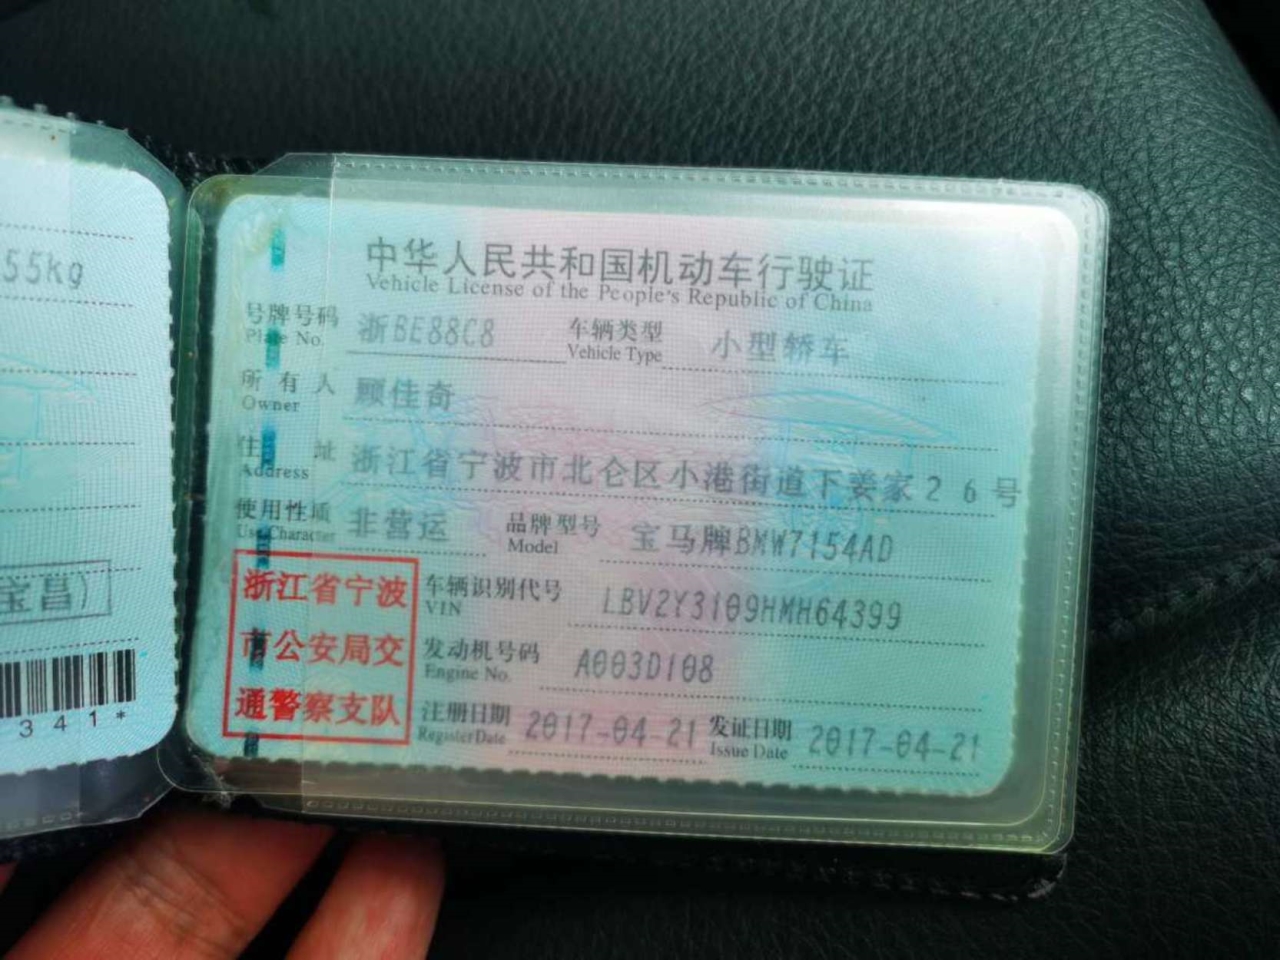 55kg
宝昌)
341*
中华人民共和国机动车行驶证
Vehicle License of the People's Republic of China
号牌号码 浙BE88C8 车辆类型 小型轿车
Plate No. Vehicle Type
所有人 顾佳奇
Owner
住址 浙江省宁波市北仑区小港街道下姜家26号
Address
使用性质 非营运 品牌型号 宝马牌BMW7154AD
Use Character Model
浙江省宁波
市公安局交
通警察支队
车辆识别代号 LBV2Y3109HMH64399
VIN
发动机号码 A003D108
Engine No.
注册日期 2017-04-21 发证日期 2017-04-21
Register Date Issue Date